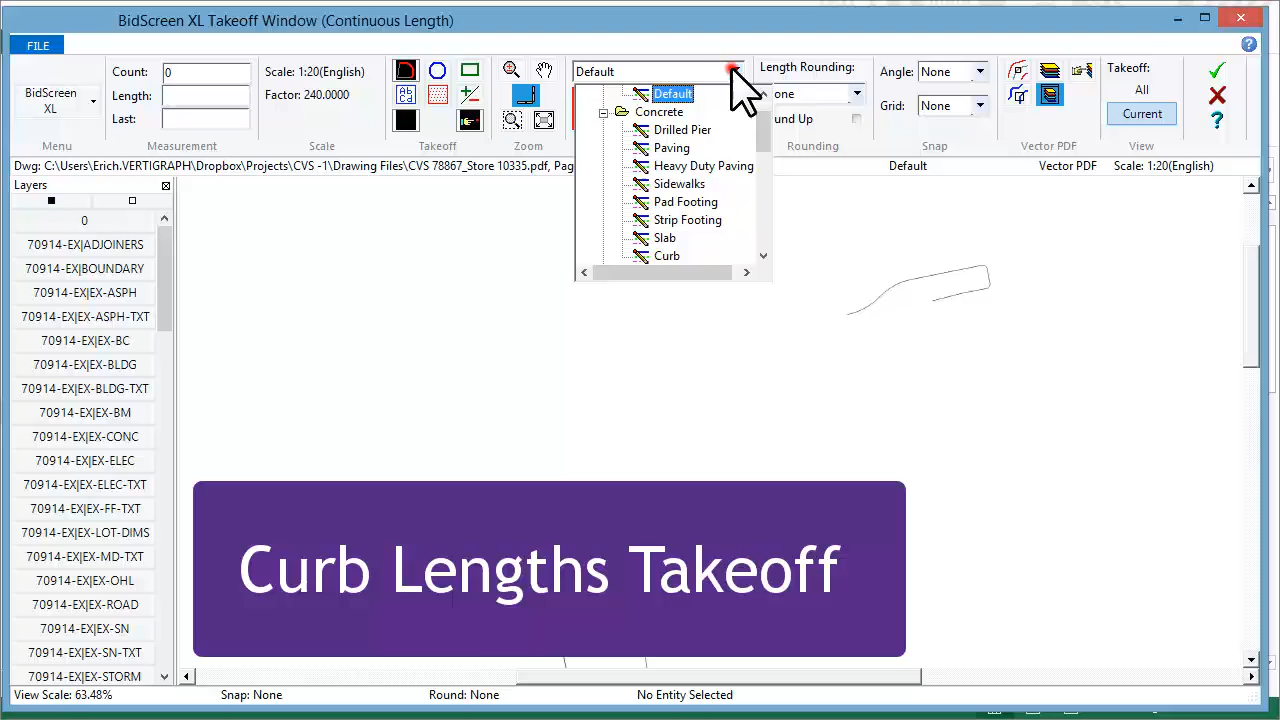 BidScreen XL Takeoff Window (Continuous Length)
FILE
BidScreen XL
Menu
Count: 0
Length:
Last:
Measurement
Scale: 1:20(English)
Factor: 240.0000
Scale
Takeoff
Zoom
Default
Length Rounding:
one
und Up
Rounding
Angle: None
Grid: None
Snap
Vector PDF
Takeoff:
All
Current
View
Dwg: C:\Users\Erich.VERTIGRAPH\Dropbox\Projects\CVS -1\Drawing Files\CVS 78867_Store 10335.pdf, Pag
Default
Vector PDF
Scale: 1:20(English)
Default
Concrete
Drilled Pier
Paving
Heavy Duty Paving
Sidewalks
Pad Footing
Strip Footing
Slab
Curb
Layers
0
70914-EX|ADJOINERS
70914-EX|BOUNDARY
70914-EX|EX-ASPH
70914-EX|EX-ASPH-TXT
70914-EX|EX-BC
70914-EX|EX-BLDG
70914-EX|EX-BLDG-TXT
70914-EX|EX-BM
70914-EX|EX-CONC
70914-EX|EX-ELEC
70914-EX|EX-ELEC-TXT
70914-EX|EX-FF-TXT
70914-EX|EX-LOT-DIMS
70914-EX|EX-MD-TXT
70914-EX|EX-OHL
70914-EX|EX-ROAD
70914-EX|EX-SN
70914-EX|EX-SN-TXT
70914-EX|EX-STORM
Curb Lengths Takeoff
View Scale: 63.48%
Snap: None
Round: None
No Entity Selected